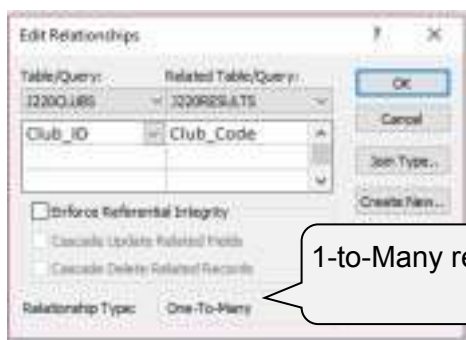 Edit Relationships ? ×
Table/Query: Related Table/Query:
J220CLUBS J220RESULTS
OK
Club_ID Club_Code
Cancel
Join Type...
Create New...
Enforce Referential Integrity
Cascade Update Related Fields
Cascade Delete Related Records
1-to-Many re
Relationship Type: One-To-Many